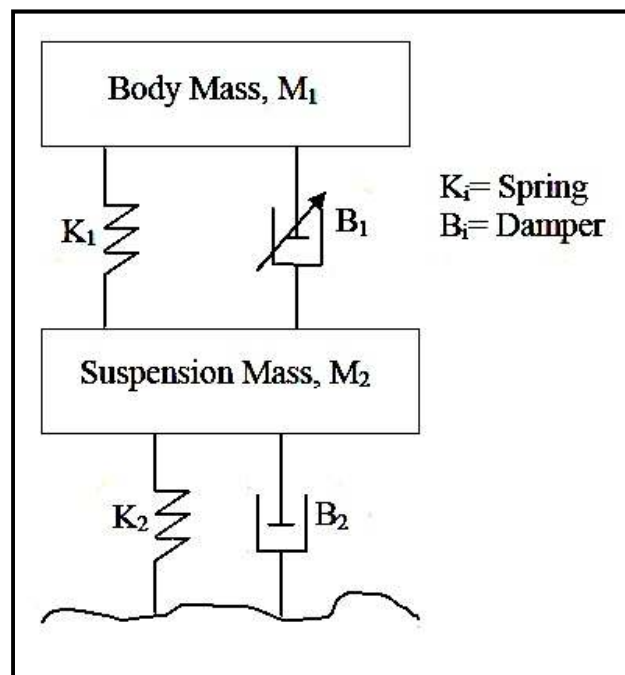 Body Mass, M₁
K₁
B₁
Kᵢ= Spring
Bᵢ= Damper
Suspension Mass, M₂
K₂
B₂